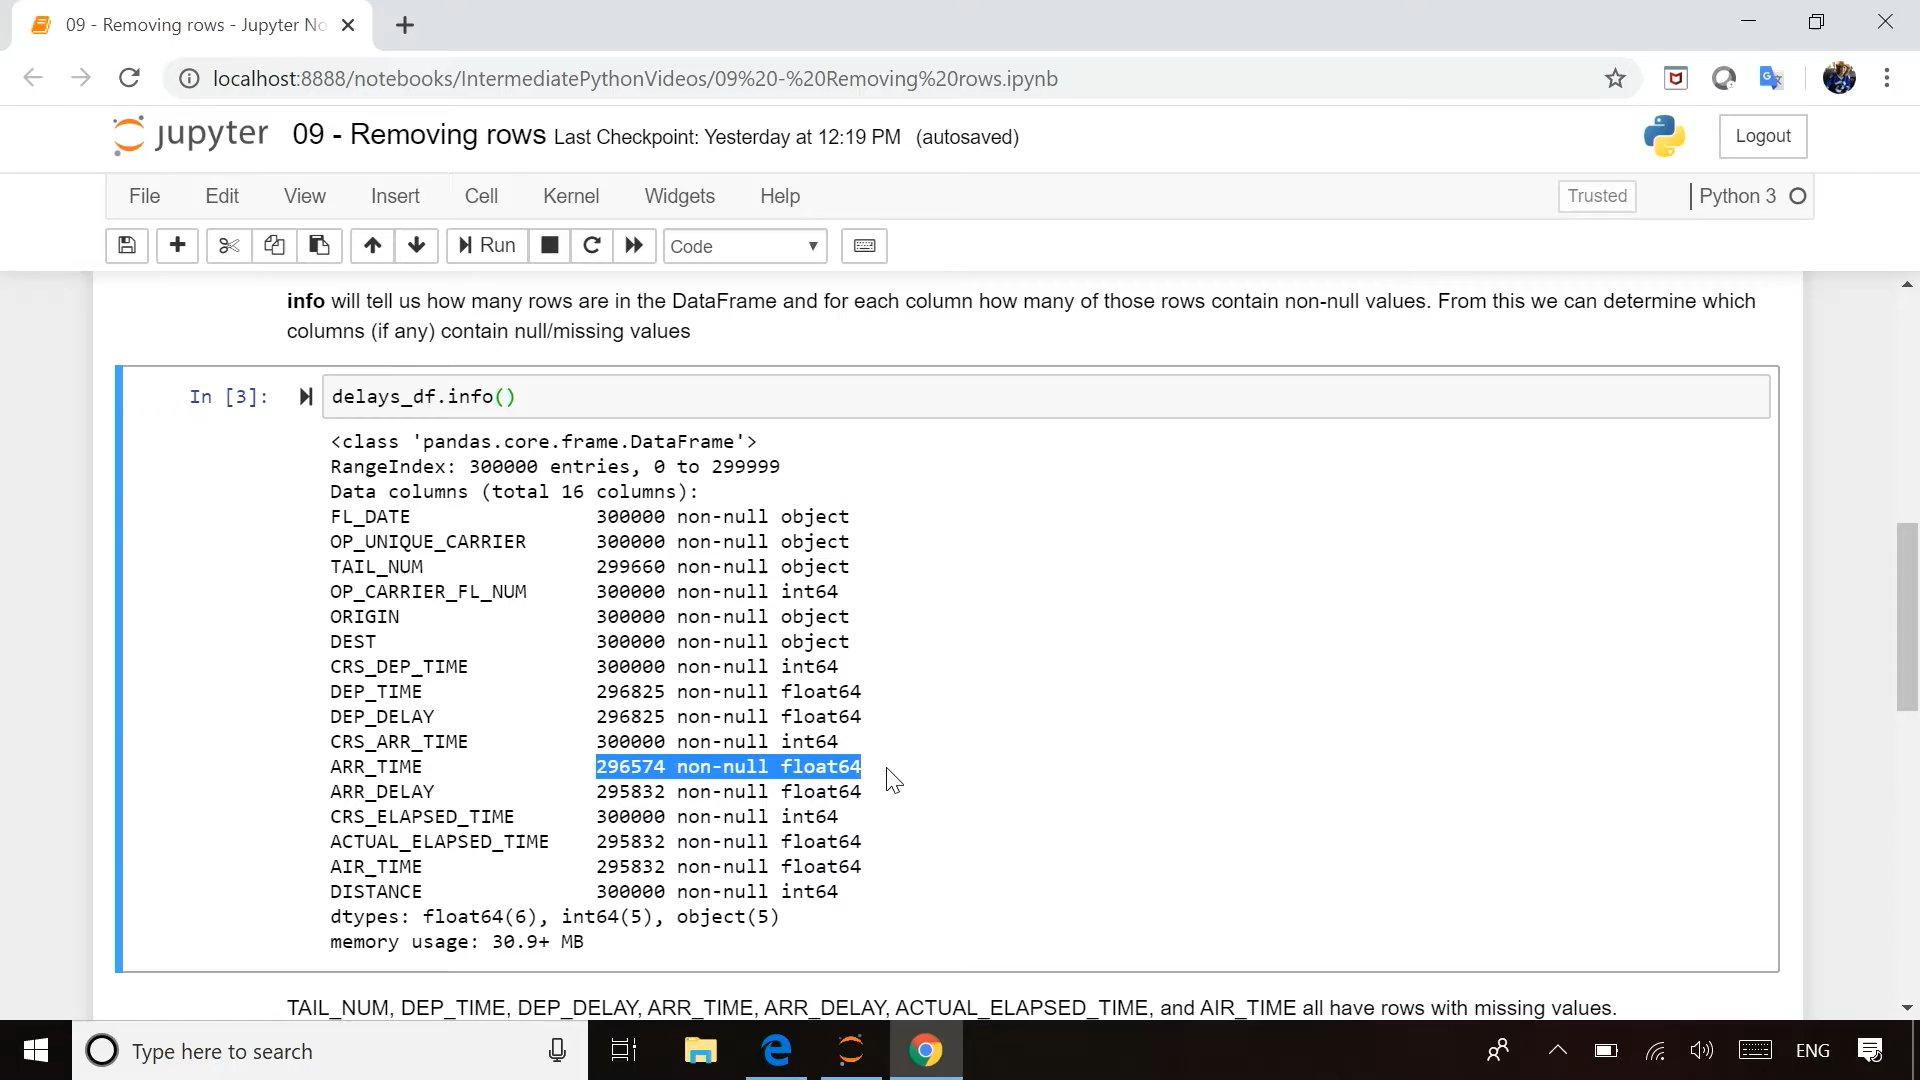 09 - Removing rows - Jupyter No
localhost:8888/notebooks/IntermediatePythonVideos/09%20-%20Removing%20rows.ipynb
jupyter 09 - Removing rows Last Checkpoint: Yesterday at 12:19 PM (autosaved)
Logout
File Edit View Insert Cell Kernel Widgets Help
Trusted
Python 3
Run
Code
info will tell us how many rows are in the DataFrame and for each column how many of those rows contain non-null values. From this we can determine which
columns (if any) contain null/missing values
In [3]: delays_df.info()
<class 'pandas.core.frame.DataFrame'>
RangeIndex: 300000 entries, 0 to 299999
Data columns (total 16 columns):
FL_DATE 300000 non-null object
OP_UNIQUE_CARRIER 300000 non-null object
TAIL_NUM 299660 non-null object
OP_CARRIER_FL_NUM 300000 non-null int64
ORIGIN 300000 non-null object
DEST 300000 non-null object
CRS_DEP_TIME 300000 non-null int64
DEP_TIME 296825 non-null float64
DEP_DELAY 296825 non-null float64
CRS_ARR_TIME 300000 non-null int64
ARR_TIME 296574 non-null float64
ARR_DELAY 295832 non-null float64
CRS_ELAPSED_TIME 300000 non-null int64
ACTUAL_ELAPSED_TIME 295832 non-null float64
AIR_TIME 295832 non-null float64
DISTANCE 300000 non-null int64
dtypes: float64(6), int64(5), object(5)
memory usage: 30.9+ MB
TAIL_NUM, DEP_TIME, DEP_DELAY, ARR_TIME, ARR_DELAY, ACTUAL_ELAPSED_TIME, and AIR_TIME all have rows with missing values.
Type here to search
ENG